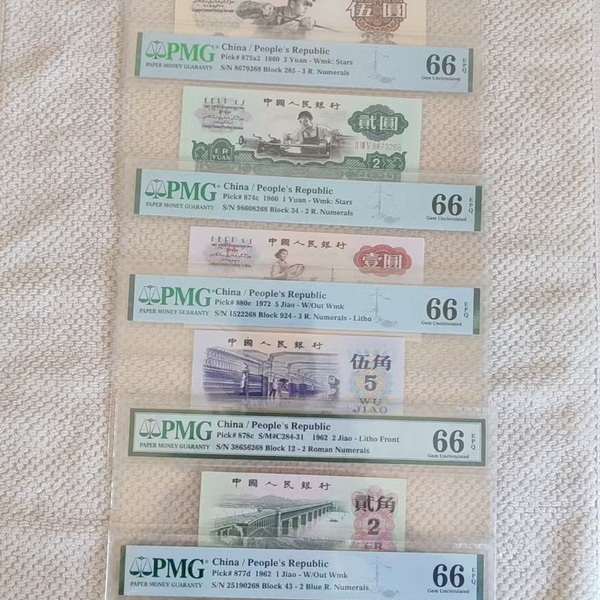 伍圓
PMG
PAPER MONEY GUARANTY
China / People's Republic
Pick# 875a2 1960 2 Yuan - Wmk: Stars
S/N 8679268 Block 285 - 3 R. Numerals
66 EPQ
Gem Uncirculated
中國人民銀行
貳圓
ER YUAN
2
8679268
PMG
PAPER MONEY GUARANTY
China / People's Republic
Pick# 874c 1960 1 Yuan - Wmk: Stars
S/N 98608268 Block 34 - 2 R. Numerals
66 EPQ
Gem Uncirculated
中國人民銀行
壹圓
PMG
PAPER MONEY GUARANTY
China / People's Republic
Pick# 880c 1972 5 Jiao - W/Out Wmk
S/N 1522268 Block 924 - 3 R. Numerals - Litho
66 EPQ
Gem Uncirculated
中國人民銀行
伍角
5
WU
JIAO
PMG
PAPER MONEY GUARANTY
China / People's Republic
Pick# 878c S/M#C284-31 1962 2 Jiao - Litho Front
S/N 38656268 Block 12 - 2 Roman Numerals
66 EPQ
Gem Uncirculated
中國人民銀行
貳角
2
ER
PMG
PAPER MONEY GUARANTY
China / People's Republic
Pick# 877d 1962 1 Jiao - W/Out Wmk
S/N 25190268 Block 43 - 2 Blue R. Numerals
66 EPQ
Gem Uncirculated